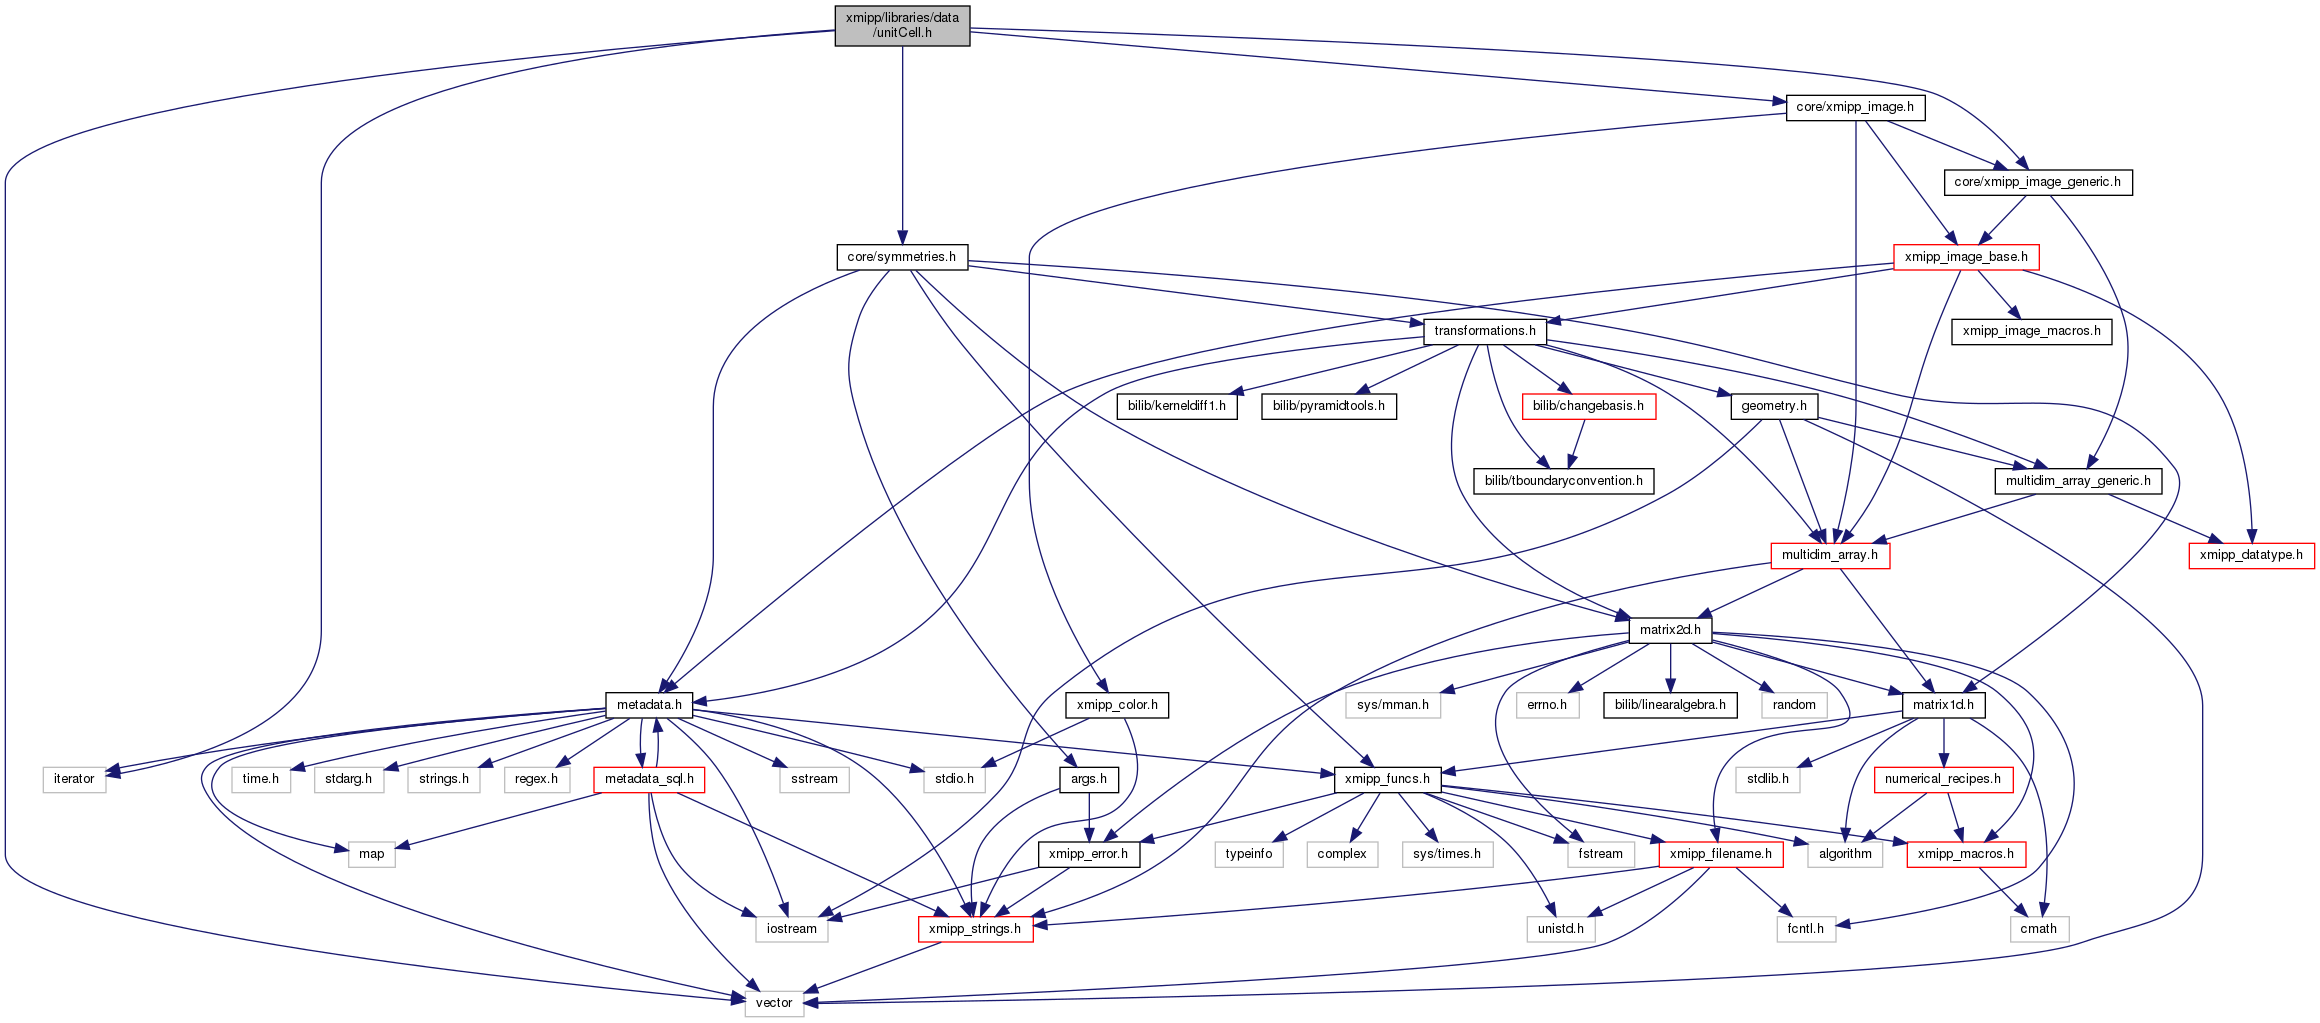 xmipp/libraries/data
/unitCell.h
core/xmipp_image.h
core/xmipp_image_generic.h
core/symmetries.h
xmipp_image_base.h
transformations.h
xmipp_image_macros.h
bilib/kerneldiff1.h
bilib/pyramidtools.h
bilib/changebasis.h
geometry.h
bilib/tboundaryconvention.h
multidim_array_generic.h
multidim_array.h
xmipp_datatype.h
matrix2d.h
metadata.h
xmipp_color.h
sys/mman.h
errno.h
bilib/linearalgebra.h
random
matrix1d.h
iterator
time.h
stdarg.h
strings.h
regex.h
metadata_sql.h
sstream
stdio.h
args.h
xmipp_funcs.h
stdlib.h
numerical_recipes.h
map
xmipp_error.h
typeinfo
complex
sys/times.h
fstream
xmipp_filename.h
algorithm
xmipp_macros.h
iostream
xmipp_strings.h
unistd.h
fcntl.h
cmath
vector